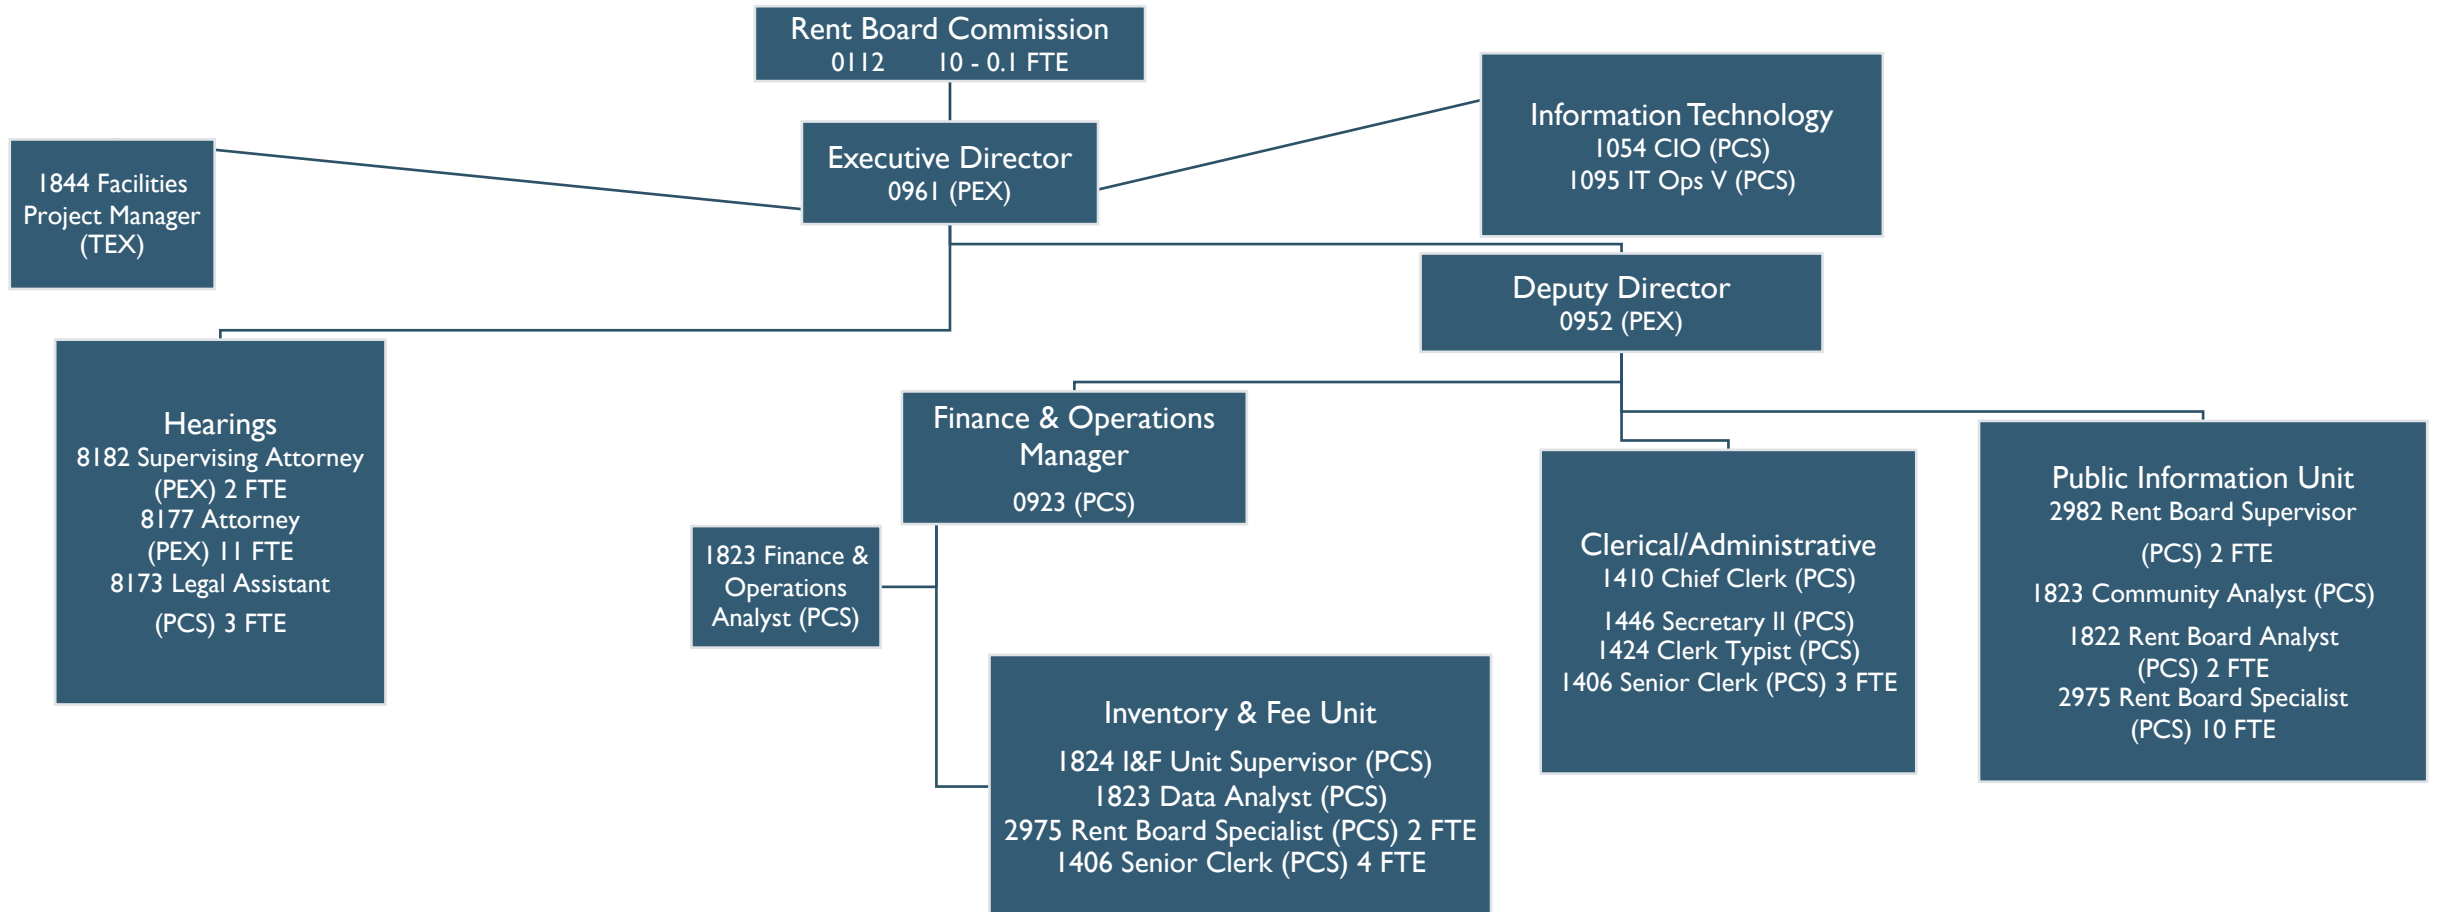 Rent Board Commission
0112 10 - 0.1 FTE
Information Technology
1054 CIO (PCS)
1095 IT Ops V (PCS)
Executive Director
0961 (PEX)
1844 Facilities
Project Manager
(TEX)
Deputy Director
0952 (PEX)
Hearings
8182 Supervising Attorney
(PEX) 2 FTE
8177 Attorney
(PEX) 11 FTE
8173 Legal Assistant
(PCS) 3 FTE
Finance & Operations
Manager
0923 (PCS)
1823 Finance &
Operations
Analyst (PCS)
Inventory & Fee Unit
1824 I&F Unit Supervisor (PCS)
1823 Data Analyst (PCS)
2975 Rent Board Specialist (PCS) 2 FTE
1406 Senior Clerk (PCS) 4 FTE
Clerical/Administrative
1410 Chief Clerk (PCS)
1446 Secretary II (PCS)
1424 Clerk Typist (PCS)
1406 Senior Clerk (PCS) 3 FTE
Public Information Unit
2982 Rent Board Supervisor
(PCS) 2 FTE
1823 Community Analyst (PCS)
1822 Rent Board Analyst
(PCS) 2 FTE
2975 Rent Board Specialist
(PCS) 10 FTE